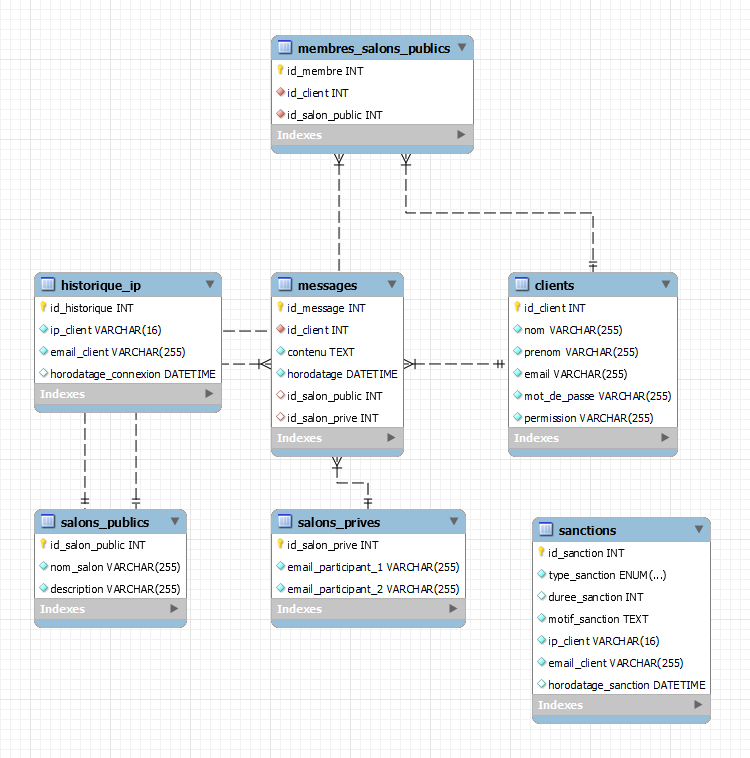 membres_salons_publics
id_membre INT
id_client INT
id_salon_public INT
Indexes
historique_ip
id_historique INT
ip_client VARCHAR(16)
email_client VARCHAR(255)
horodatage_connexion DATETIME
Indexes
messages
id_message INT
id_client INT
contenu TEXT
horodatage DATETIME
id_salon_public INT
id_salon_prive INT
Indexes
clients
id_client INT
nom VARCHAR(255)
prenom VARCHAR(255)
email VARCHAR(255)
mot_de_passe VARCHAR(255)
permission VARCHAR(255)
Indexes
salons_publics
id_salon_public INT
nom_salon VARCHAR(255)
description VARCHAR(255)
Indexes
salons_prives
id_salon_prive INT
email_participant_1 VARCHAR(255)
email_participant_2 VARCHAR(255)
Indexes
sanctions
id_sanction INT
type_sanction ENUM(...)
duree_sanction INT
motif_sanction TEXT
ip_client VARCHAR(16)
email_client VARCHAR(255)
horodatage_sanction DATETIME
Indexes